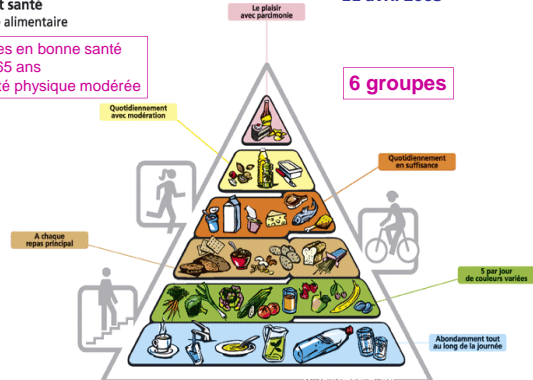 t santé
alimentaire
Le plaisir
avec parcimonie
es en bonne santé
65 ans
té physique modérée
6 groupes
Quotidiennement
avec modération
Quotidiennement
en suffisance
A chaque
repas principal
5 par jour
de couleurs variées
Abondamment tout
au long de la journée